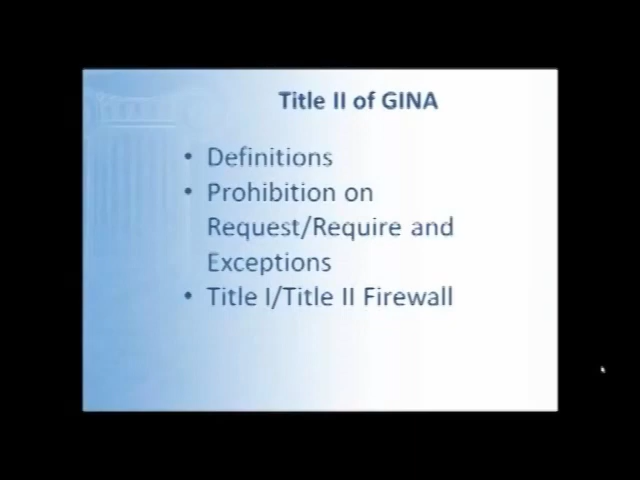 Title II of GINA
• Definitions
• Prohibition on
Request/Require and
Exceptions
• Title I/Title II Firewall